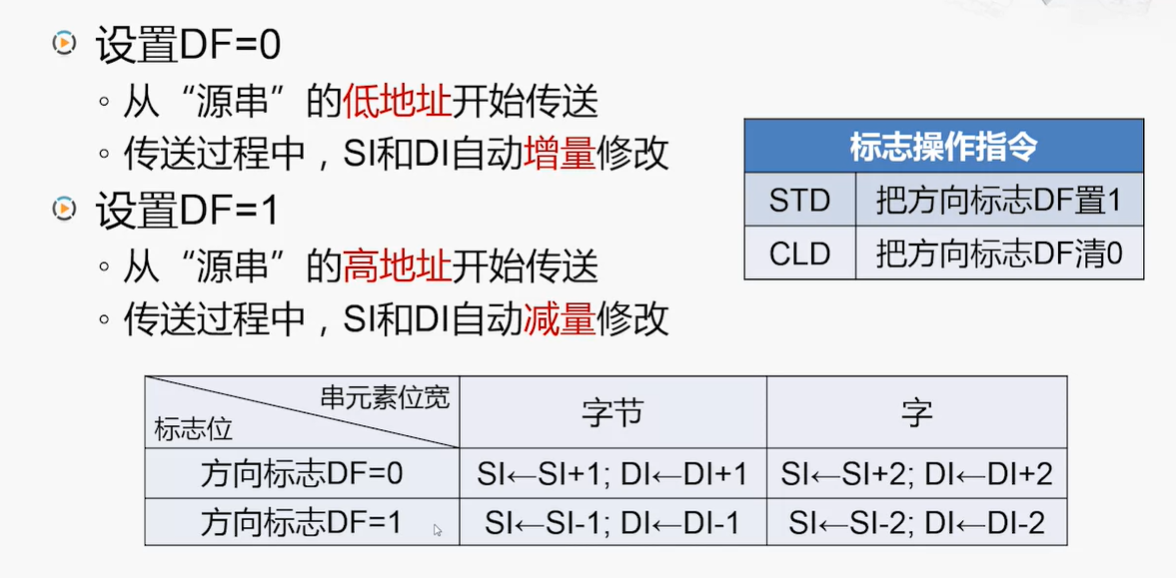 设置DF=0
从“源串”的低地址开始传送
传送过程中，SI和DI自动增量修改
设置DF=1
从“源串”的高地址开始传送
传送过程中，SI和DI自动减量修改
标志操作指令
STD 把方向标志DF置1
CLD 把方向标志DF清0
串元素位宽
标志位
字节 字
方向标志DF=0 SI←SI+1; DI←DI+1 SI←SI+2; DI←DI+2
方向标志DF=1 SI←SI-1; DI←DI-1 SI←SI-2; DI←DI-2